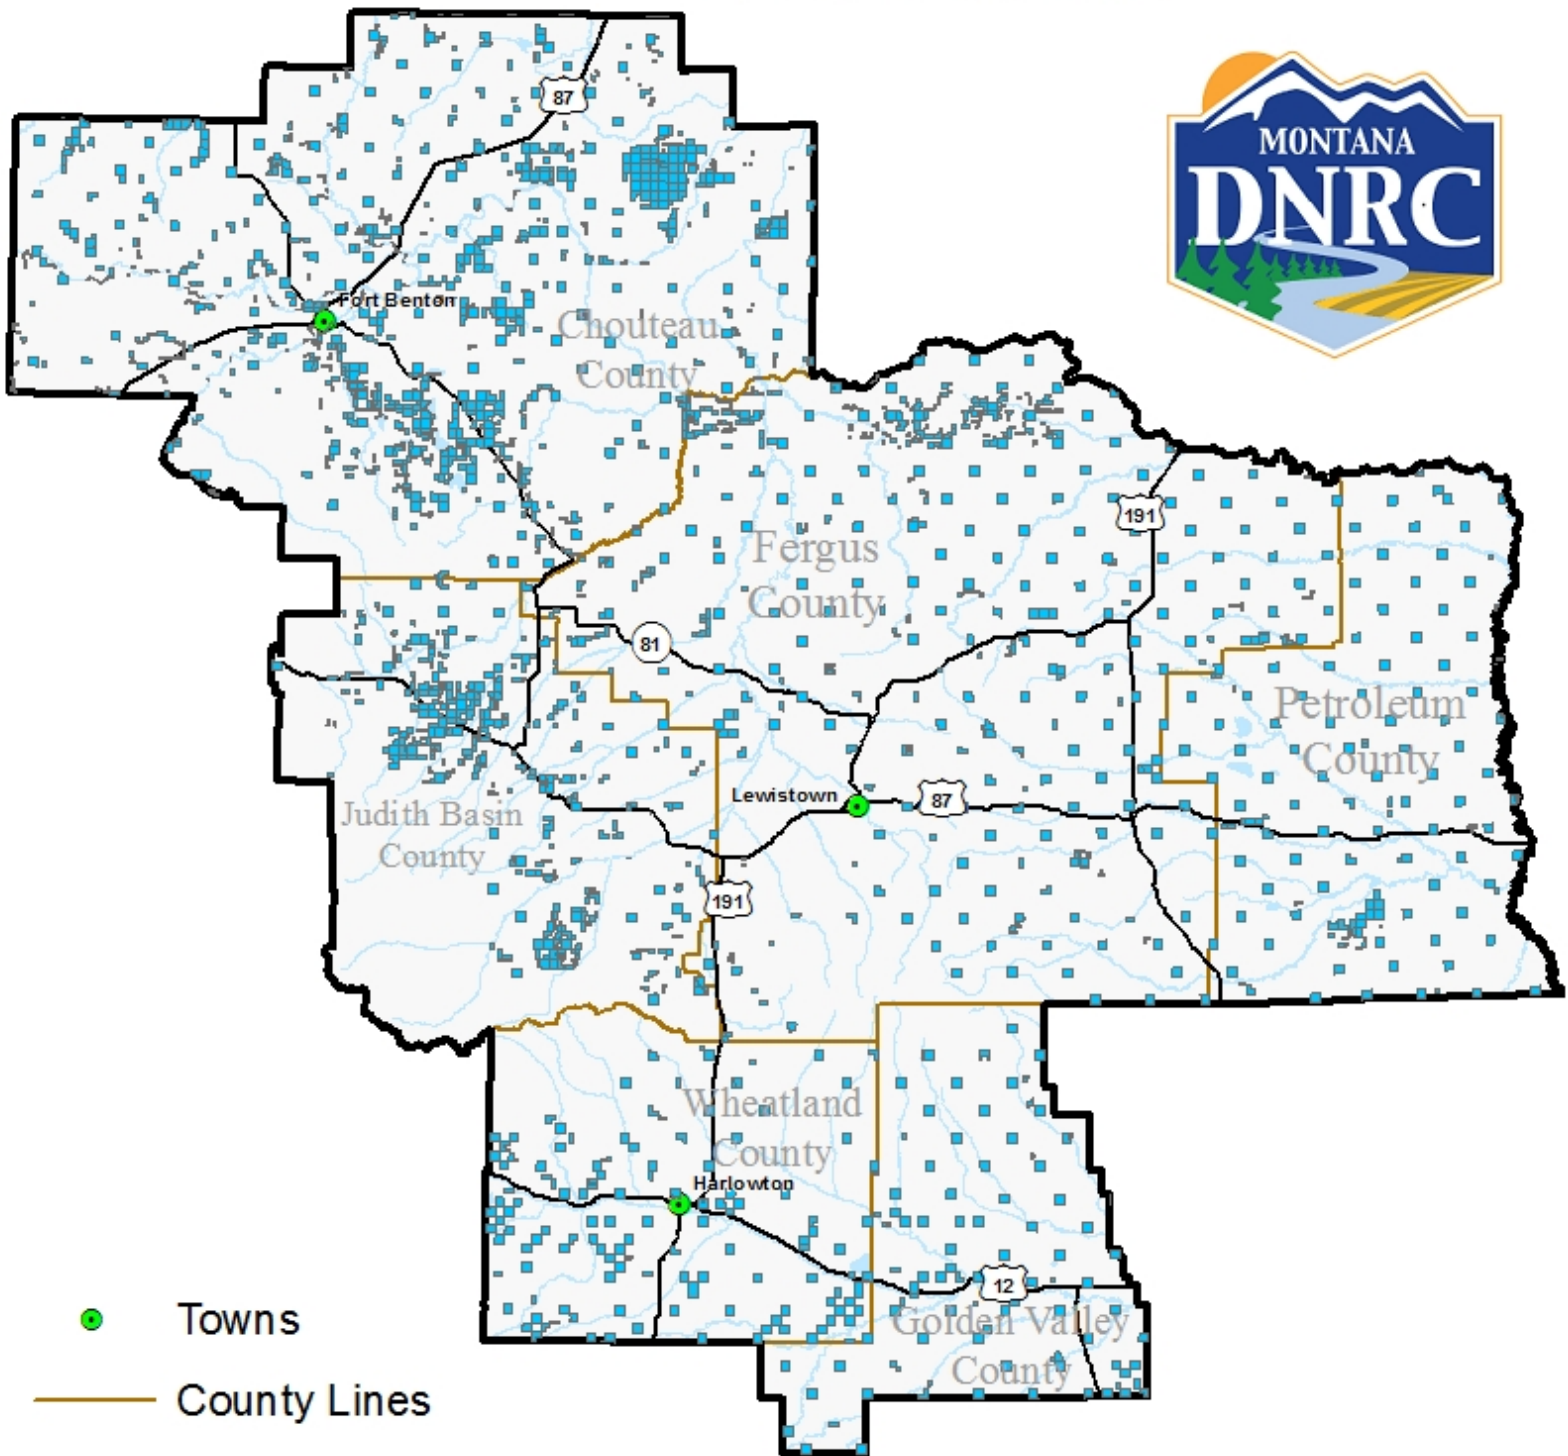 87
MONTANA
DNRC
Fort Benton
Chouteau
County
191
Fergus
County
81
Petroleum
County
Lewistown
87
Judith Basin
County
191
Wheatland
County
Harlowton
12
Golden Valley
County
Towns
County Lines